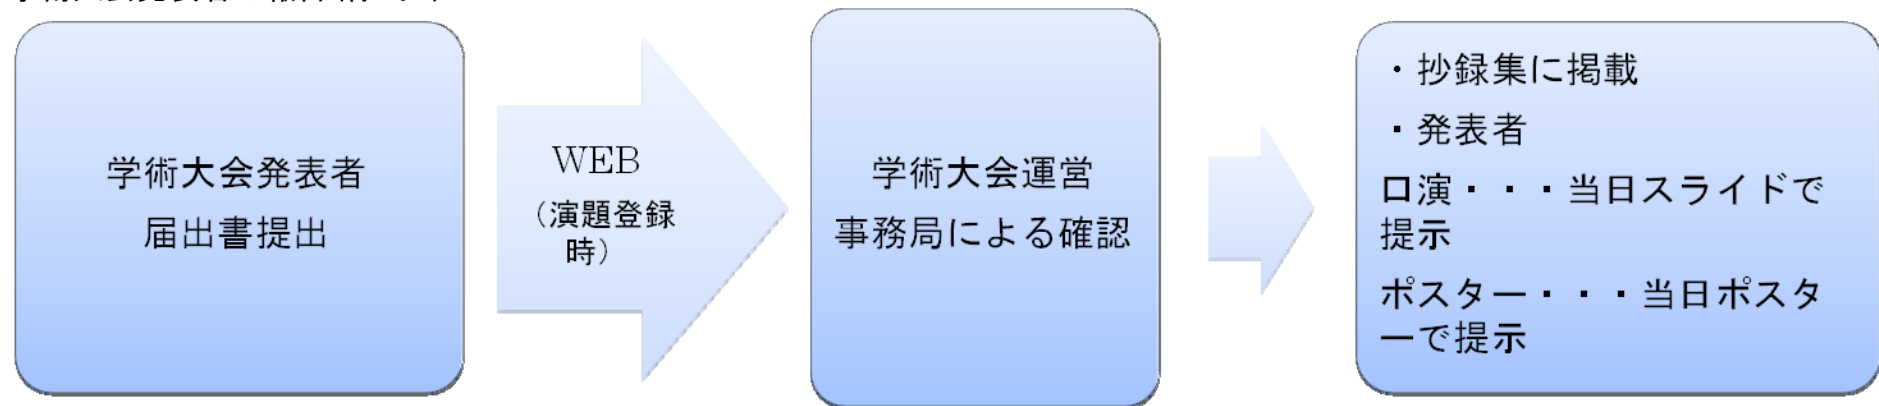 学術大会発表者
届出書提出
WEB
（演題登録
時）
学術大会運営
事務局による確認
・抄録集に掲載
・発表者
口演・・・当日スライドで
提示
ポスター・・・当日ポスタ
ーで提示